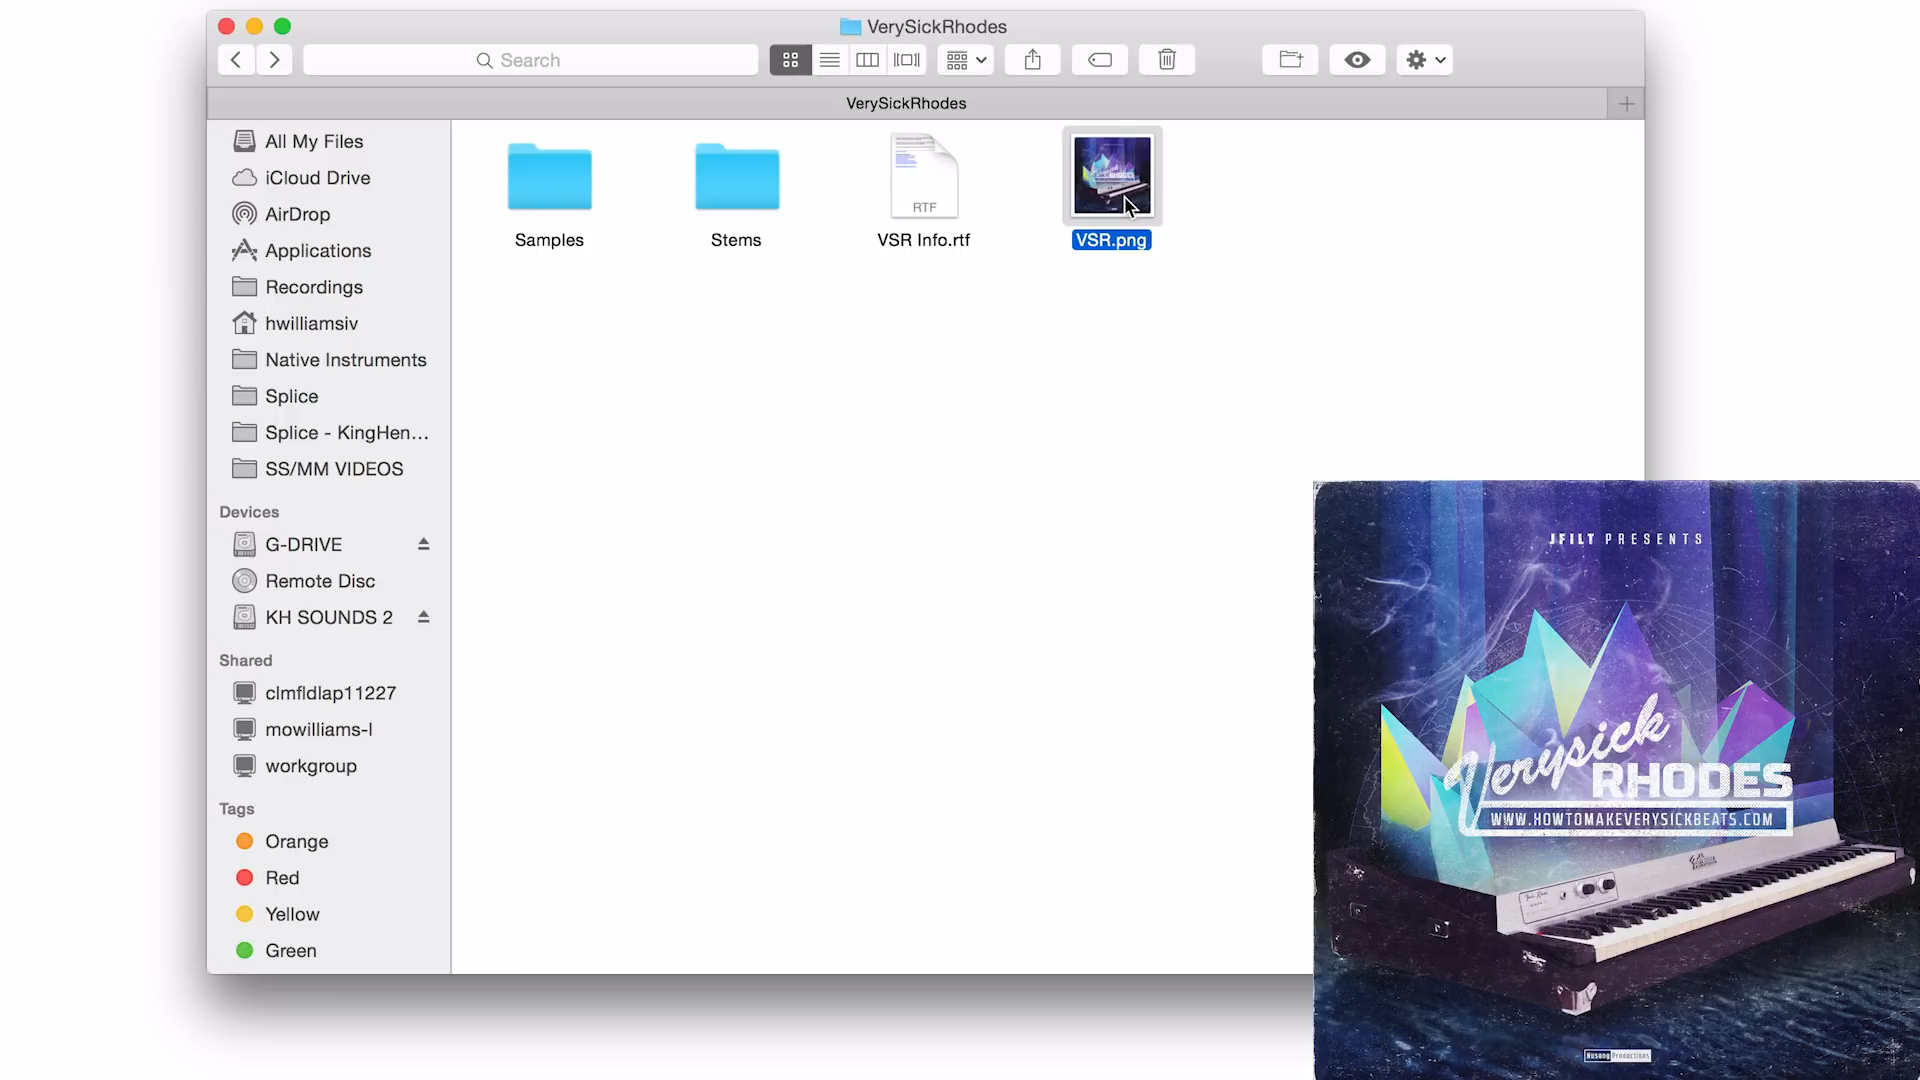 VerySickRhodes
Search
VerySickRhodes
All My Files
iCloud Drive
AirDrop
Applications
Recordings
hwilliamsiv
Native Instruments
Splice
Splice - KingHen...
SS/MM VIDEOS
Devices
G-DRIVE
Remote Disc
KH SOUNDS 2
Shared
clmfldlap11227
mowilliams-l
workgroup
Tags
Orange
Red
Yellow
Green
RTF
Samples
Stems
VSR Info.rtf
VSR.png
JFILT PRESENTS
Verysick
RHODES
WWW.HOWTOMAKEVERYSICKBEATS.COM